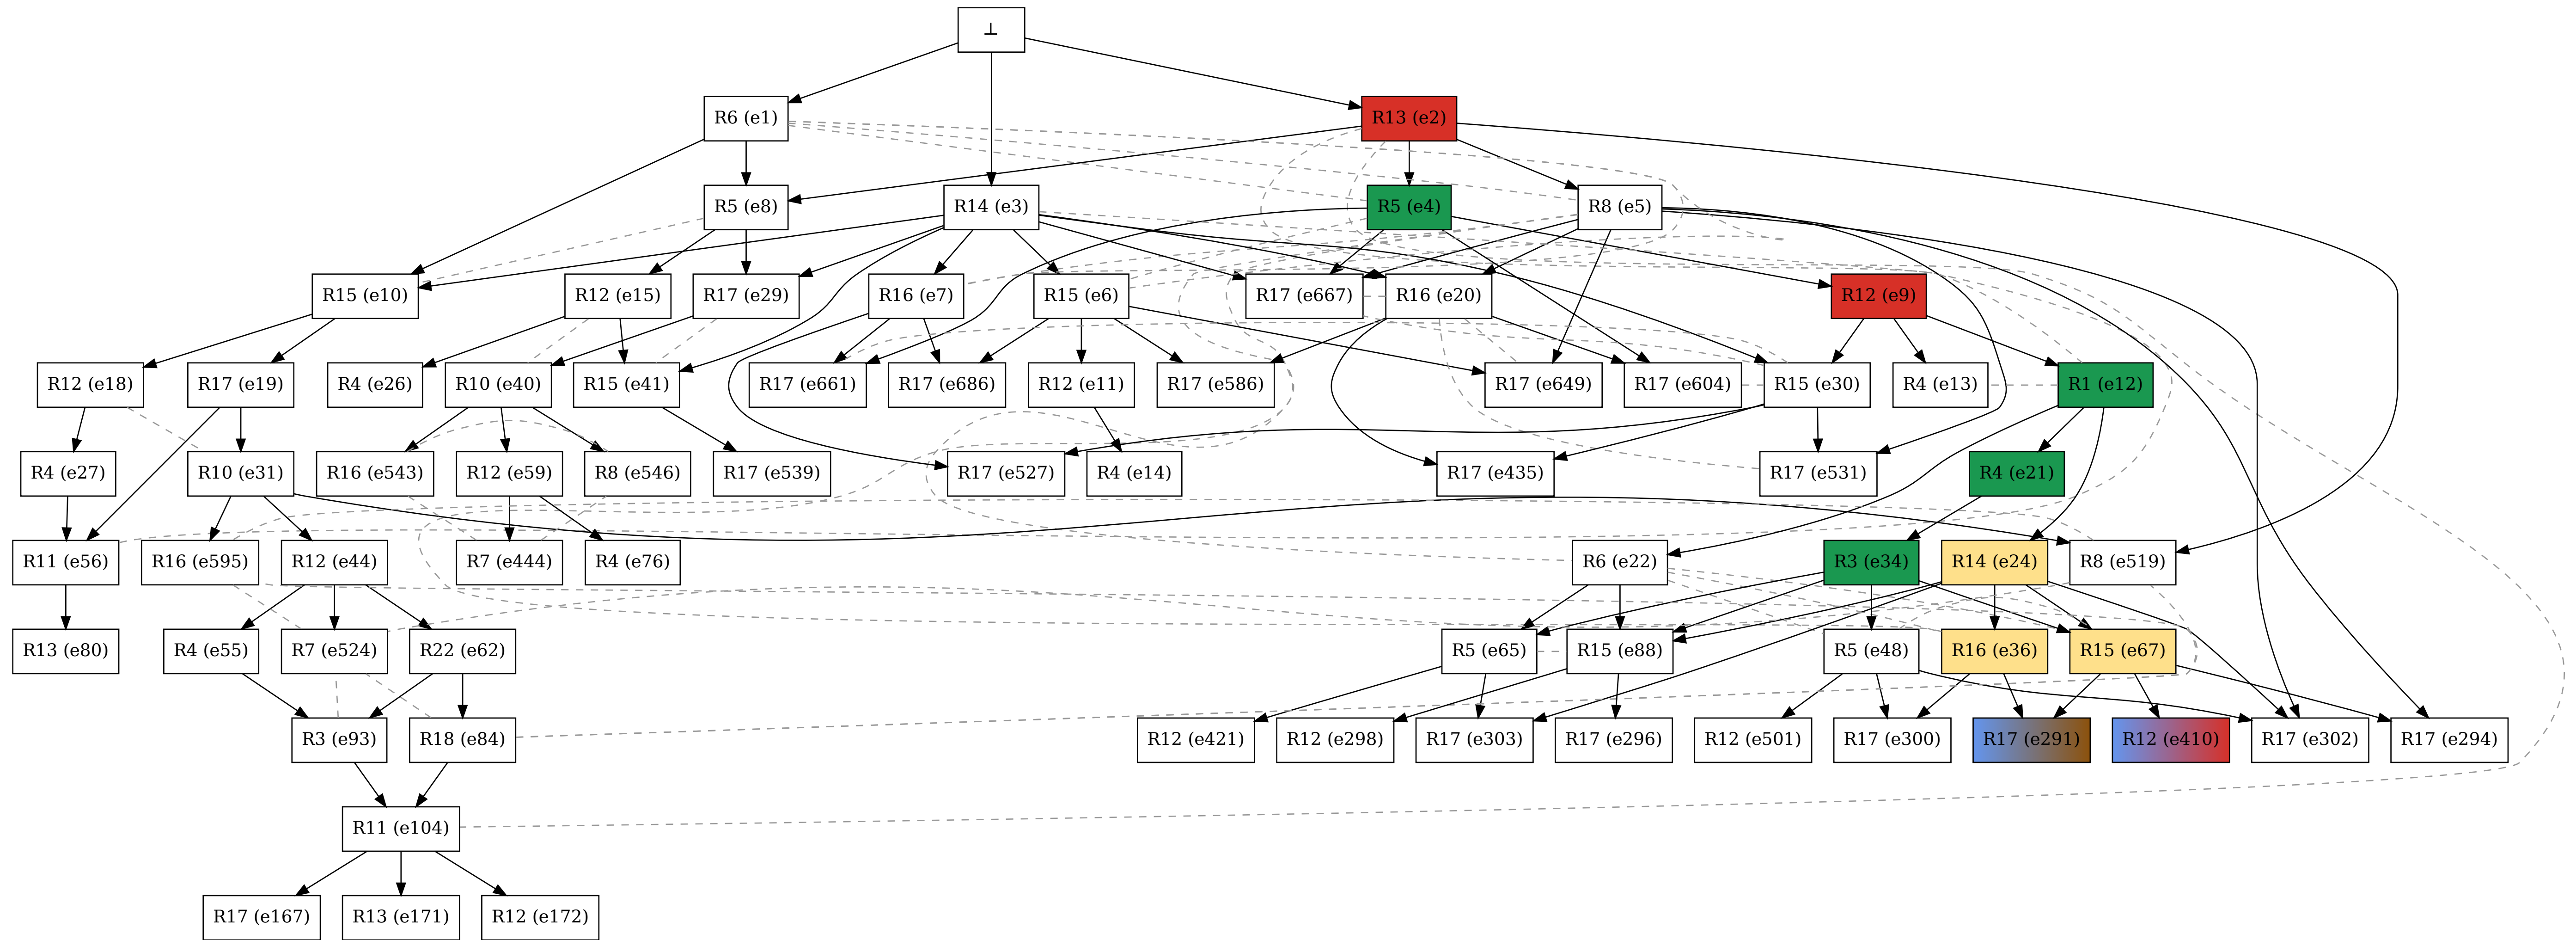 ⊥
R6 (e1)
R13 (e2)
R5 (e8)
R14 (e3)
R5 (e4)
R8 (e5)
R15 (e10)
R12 (e15)
R17 (e29)
R16 (e7)
R15 (e6)
R17 (e667)
R16 (e20)
R12 (e9)
R12 (e18)
R17 (e19)
R4 (e26)
R10 (e40)
R15 (e41)
R17 (e661)
R17 (e686)
R12 (e11)
R17 (e586)
R17 (e649)
R17 (e604)
R15 (e30)
R4 (e13)
R1 (e12)
R4 (e27)
R10 (e31)
R16 (e543)
R12 (e59)
R8 (e546)
R17 (e539)
R17 (e527)
R4 (e14)
R17 (e435)
R17 (e531)
R4 (e21)
R11 (e56)
R16 (e595)
R12 (e44)
R7 (e444)
R4 (e76)
R6 (e22)
R3 (e34)
R14 (e24)
R8 (e519)
R13 (e80)
R4 (e55)
R7 (e524)
R22 (e62)
R5 (e65)
R15 (e88)
R5 (e48)
R16 (e36)
R15 (e67)
R3 (e93)
R18 (e84)
R12 (e421)
R12 (e298)
R17 (e303)
R17 (e296)
R12 (e501)
R17 (e300)
R17 (e291)
R12 (e410)
R17 (e302)
R17 (e294)
R11 (e104)
R17 (e167)
R13 (e171)
R12 (e172)